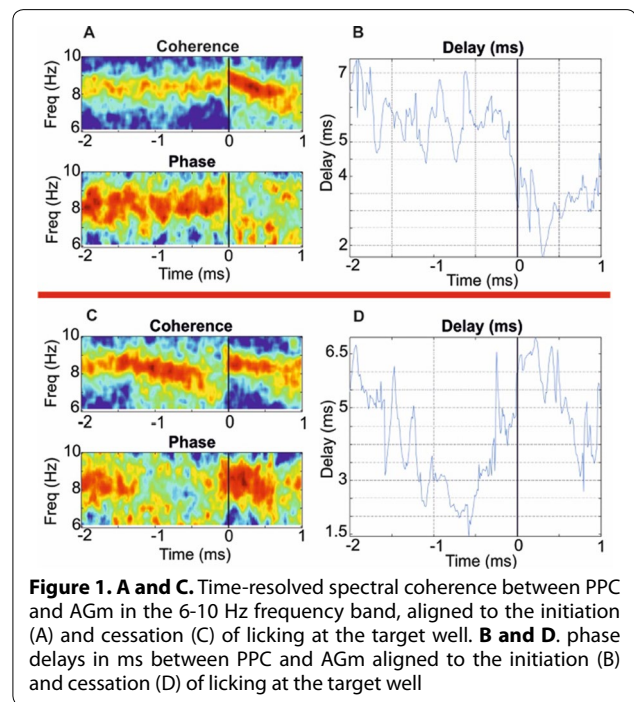 A
Coherence
10
8
6
Freq (Hz)
-2 -1 0 1
Phase
10
8
6
Freq (Hz)
-2 -1 0 1
Time (ms)
B
Delay (ms)
7
5
4
2
Delay (ms)
-2 -1 0 1
Time (ms)
C
Coherence
10
8
6
Freq (Hz)
-2 -1 0 1
Phase
10
8
6
Freq (Hz)
-2 -1 0 1
Time (ms)
D
Delay (ms)
6.5
5
3
1.5
Delay (ms)
-2 -1 0 1
Time (ms)
Figure 1. A and C. Time-resolved spectral coherence between PPC
and AGm in the 6-10 Hz frequency band, aligned to the initiation
(A) and cessation (C) of licking at the target well. B and D. phase
delays in ms between PPC and AGm aligned to the initiation (B)
and cessation (D) of licking at the target well